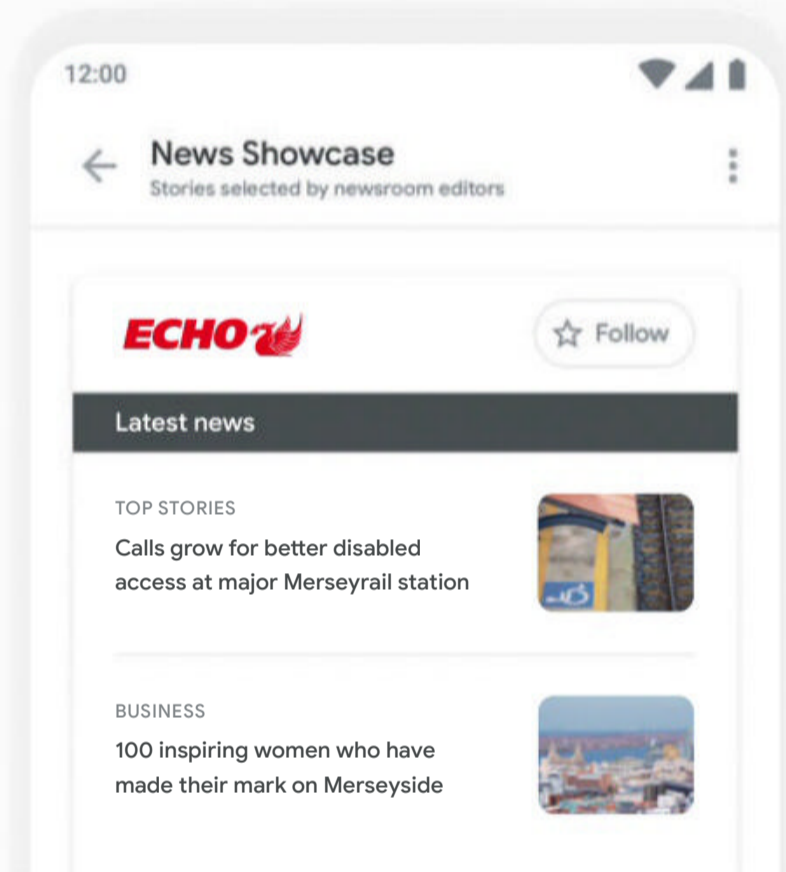 12:00
News Showcase
Stories selected by newsroom editors
ECHO
Follow
Latest news
TOP STORIES
Calls grow for better disabled
access at major Merseyrail station
BUSINESS
100 inspiring women who have
made their mark on Merseyside